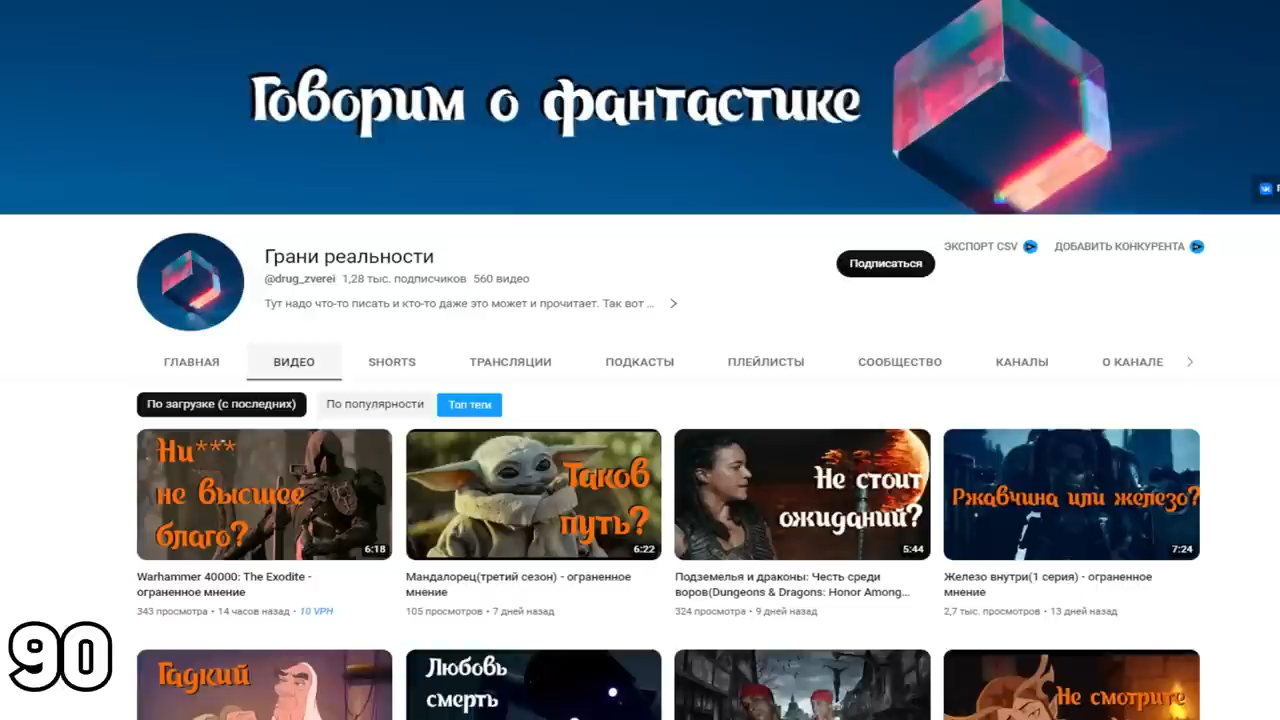 Говорим о фантастике
Грани реальности
@drug_zverei 1,28 тыс. подписчиков 560 видео
Тут надо что-то писать и кто-то даже это может и прочитает. Так вот ...
Подписаться
ЭКСПОРТ CSV
ДОБАВИТЬ КОНКУРЕНТА
ГЛАВНАЯ ВИДЕО SHORTS ТРАНСЛЯЦИИ ПОДКАСТЫ ПЛЕЙЛИСТЫ СООБЩЕСТВО КАНАЛЫ О КАНАЛЕ
По загрузке (с последних) По популярности Топ теги
Ни***
не высшее
благо?
6:18
Таков
путь?
6:22
Не стоит
ожиданий?
5:44
Ржавчина или железо?
7:24
Warhammer 40000: The Exodite -
ограненное мнение
343 просмотра • 14 часов назад • 10 VPH
Мандалорец(третий сезон) - ограненное
мнение
105 просмотров • 7 дней назад
Подземелья и драконы: Честь среди
воров(Dungeons & Dragons: Honor Among...
324 просмотра • 9 дней назад
Железо внутри(1 серия) - ограненное
мнение
2,7 тыс. просмотров • 13 дней назад
90
Гадкий
Любовь
смерть
Не смотрите